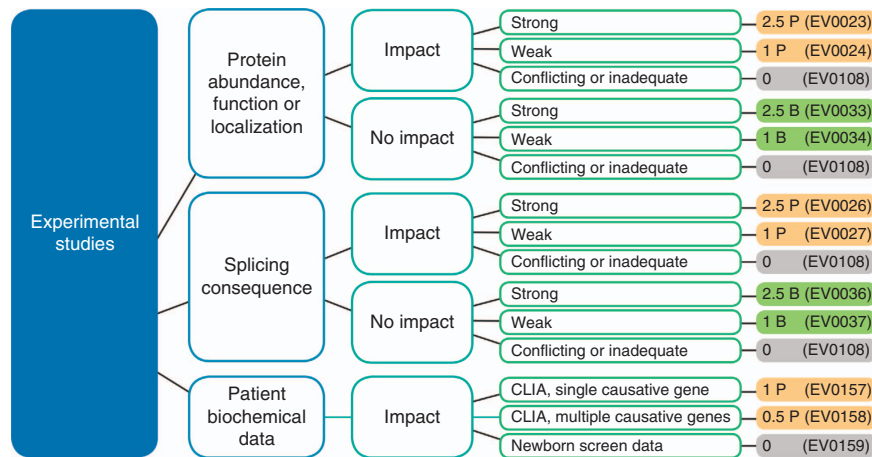 Experimental
studies
Protein
abundance,
function or
localization
Impact
Strong
2.5 P (EV0023)
Weak
1 P (EV0024)
Conflicting or inadequate
0 (EV0108)
No impact
Strong
2.5 B (EV0033)
Weak
1 B (EV0034)
Conflicting or inadequate
0 (EV0108)
Splicing
consequence
Impact
Strong
2.5 P (EV0026)
Weak
1 P (EV0027)
Conflicting or inadequate
0 (EV0108)
No impact
Strong
2.5 B (EV0036)
Weak
1 B (EV0037)
Conflicting or inadequate
0 (EV0108)
Patient
biochemical
data
Impact
CLIA, single causative gene
1 P (EV0157)
CLIA, multiple causative genes
0.5 P (EV0158)
Newborn screen data
0 (EV0159)